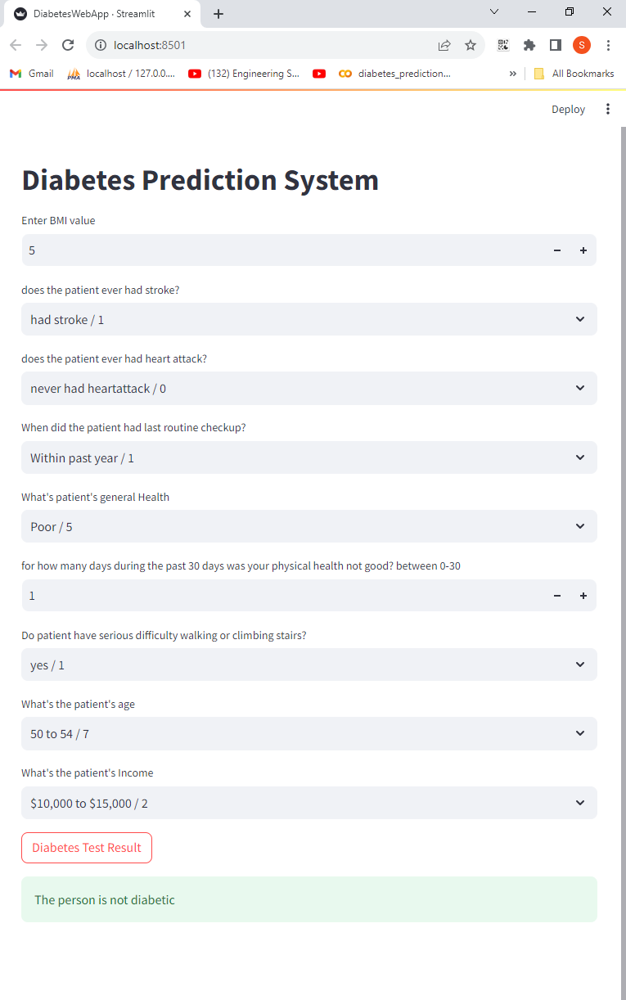 DiabetesWebApp · Streamlit
localhost:8501
S
Gmail
PMA
localhost / 127.0.0....
(132) Engineering S...
diabetes_prediction...
»
All Bookmarks
Deploy
Diabetes Prediction System
Enter BMI value
5
does the patient ever had stroke?
had stroke / 1
does the patient ever had heart attack?
never had heartattack / 0
When did the patient had last routine checkup?
Within past year / 1
What's patient's general Health
Poor / 5
for how many days during the past 30 days was your physical health not good? between 0-30
1
Do patient have serious difficulty walking or climbing stairs?
yes / 1
What's the patient's age
50 to 54 / 7
What's the patient's Income
$10,000 to $15,000 / 2
Diabetes Test Result
The person is not diabetic